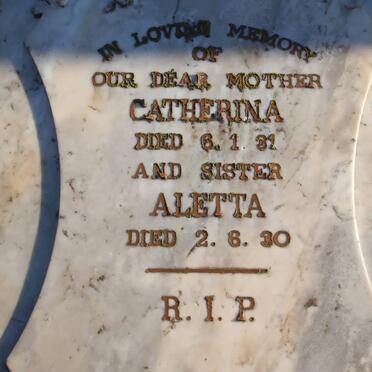 IN LOVING MEMORY
OF
OUR DEAR MOTHER
CATHERINA
DIED 6.1.31
AND SISTER
ALETTA
DIED 2.6.30
R.I.P.